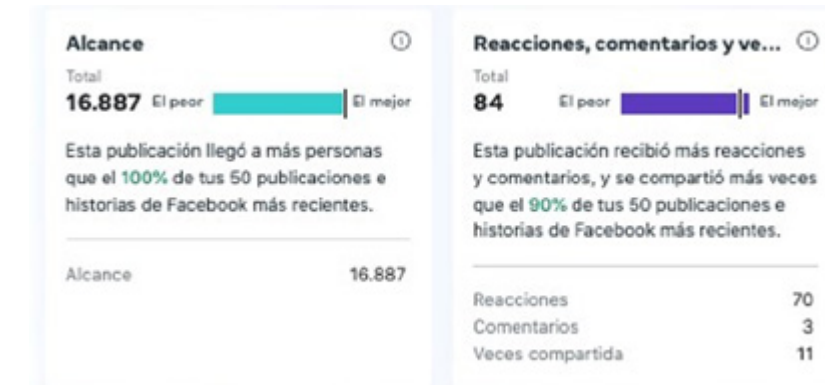 Alcance
Total
16.887 El peor El mejor
Esta publicación llegó a más personas
que el 100% de tus 50 publicaciones e
historias de Facebook más recientes.
Alcance 16.887
Reacciones, comentarios y ve...
Total
84 El peor El mejor
Esta publicación recibió más reacciones
y comentarios, y se compartió más veces
que el 90% de tus 50 publicaciones e
historias de Facebook más recientes.
Reacciones 70
Comentarios 3
Veces compartida 11